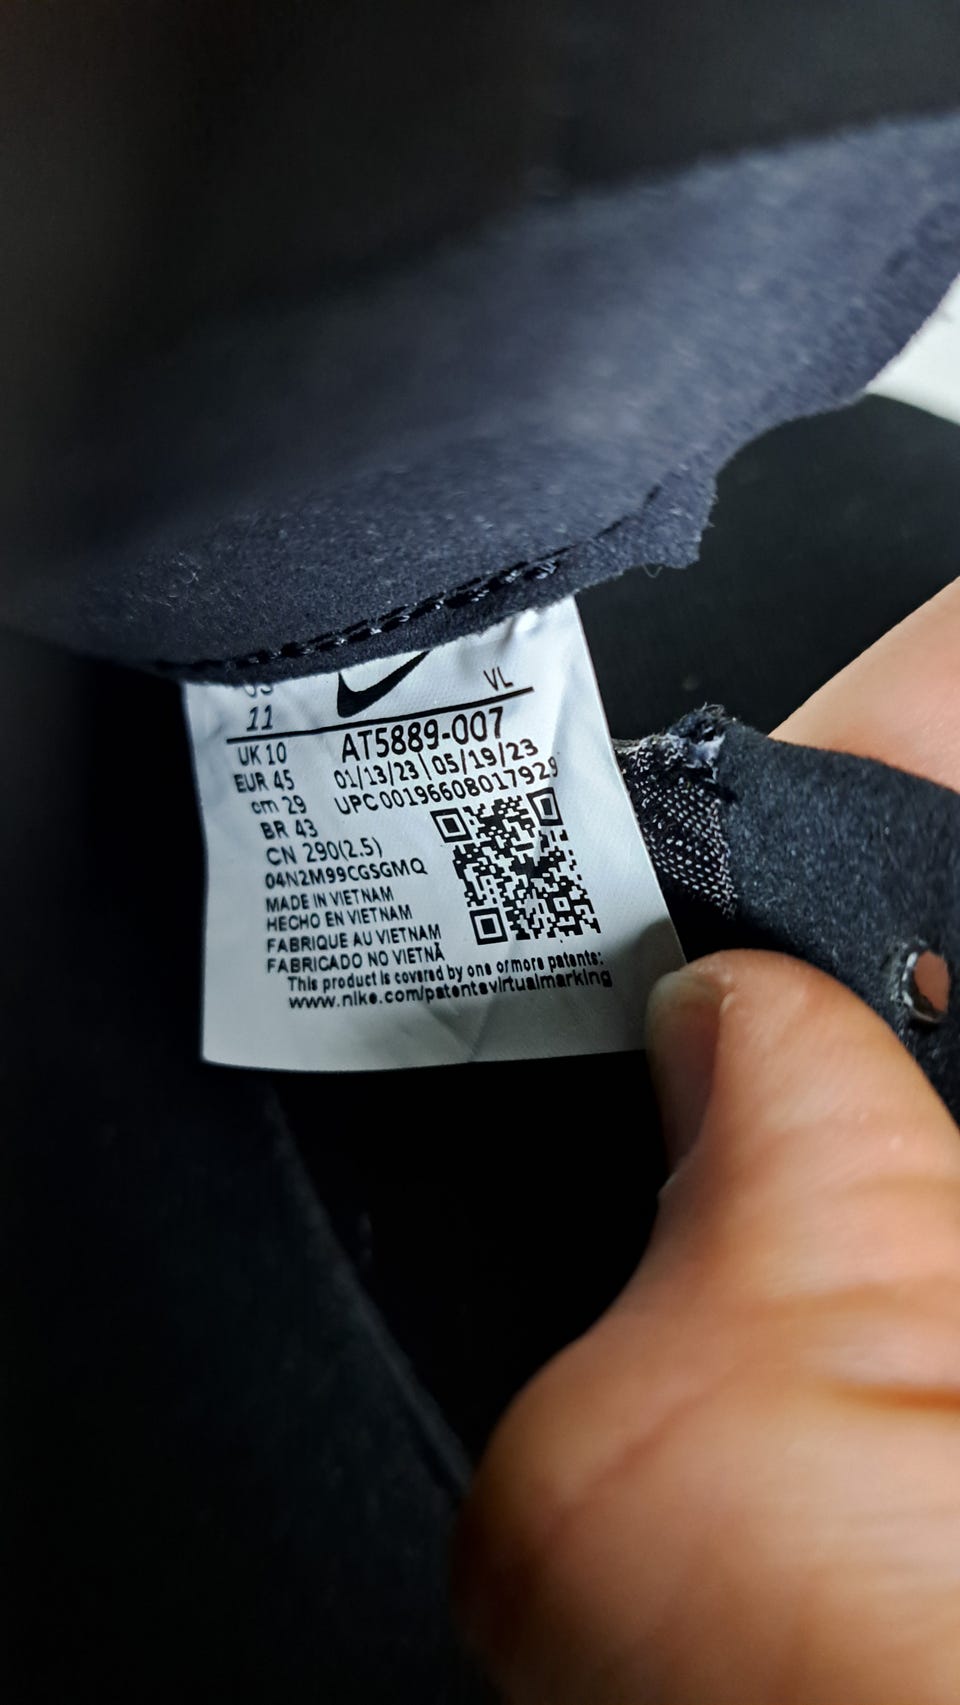 US
11
VL
UK 10
EUR 45
cm 29
BR 43
CN 290(2.5)
AT5889-007
01/13/23\05/19/23
UPC 00196608017929
04N2M99CGSGMQ
MADE IN VIETNAM
HECHO EN VIETNAM
FABRIQUE AU VIETNAM
FABRICADO NO VIETNÃ
This product is covered by one or more patents:
www.nike.com/patentsvirtualmarking